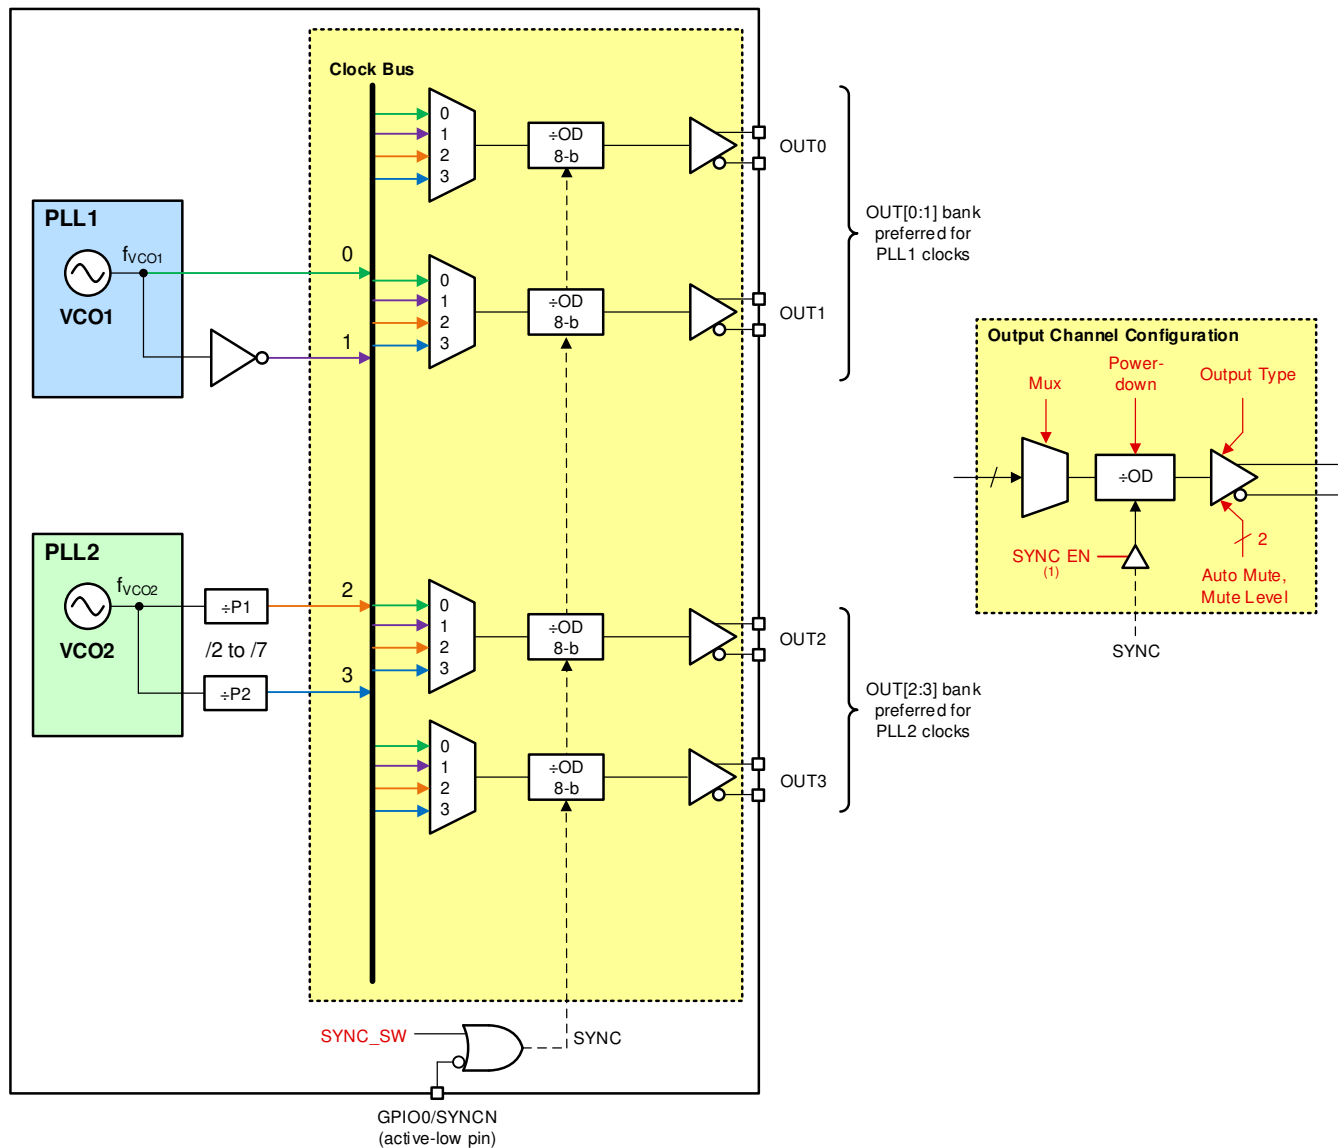 Clock Bus
0
1
2
3
÷OD
8-b
OUT0
PLL1
fVCO1
VCO1
0
1
0
1
2
3
÷OD
8-b
OUT1
OUT[0:1] bank
preferred for
PLL1 clocks
PLL2
fVCO2
VCO2
÷P1
/2 to /7
÷P2
2
3
0
1
2
3
÷OD
8-b
OUT2
0
1
2
3
÷OD
8-b
OUT3
OUT[2:3] bank
preferred for
PLL2 clocks
SYNC_SW
SYNC
GPIO0/SYNCN
(active-low pin)
Output Channel Configuration
Mux
Power-
down
Output Type
÷OD
SYNC EN
(1)
2
Auto Mute,
Mute Level
SYNC